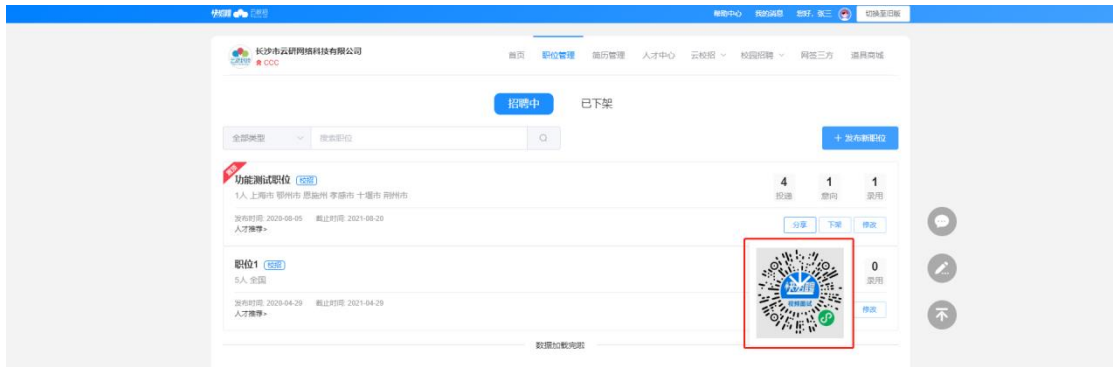 快招 云校招
帮助中心 我的消息 您好, 张三 切换至旧版
长沙市云研网络科技有限公司
CCC
首页 职位管理 简历管理 人才中心 云校招 校园招聘 网签三方 道具商城
招聘中 已下架
全部类型 搜索职位 + 发布新职位
功能测试职位 校招
4 1 1
1人 上海市 鄂州市 恩施州 孝感市 十堰市 荆州市
投递 意向 录用
发布时间: 2020-08-05 截止时间: 2021-08-20
人才推荐>
分享 下架 修改
职位1 校招
0
5人 全国
录用
发布时间: 2020-04-29 截止时间: 2021-04-29
人才推荐>
修改
视频面试
数据加载完啦